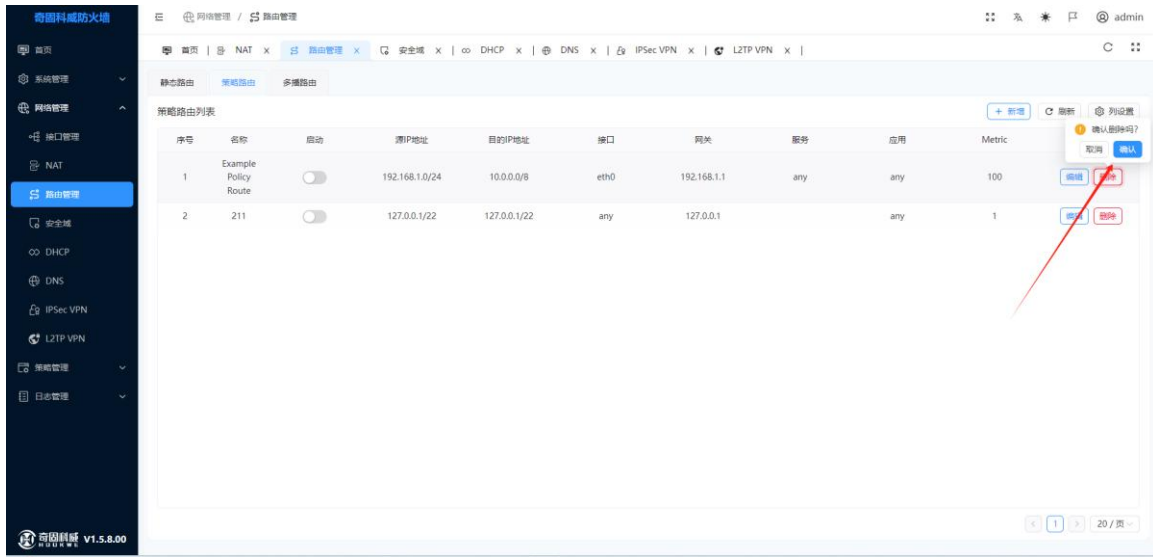 奇固科威防火墙
网络管理 / 路由管理
admin
首页 | NAT x 路由管理 x 安全域 x | DHCP x | DNS x | IPSec VPN x | L2TP VPN x |
首页
系统管理
网络管理
接口管理
NAT
路由管理
安全域
DHCP
DNS
IPSec VPN
L2TP VPN
策略管理
日志管理
奇固科威 V1.5.8.00
HUUKWE
静态路由 策略路由 多播路由
策略路由列表
+ 新增 刷新 列设置
确认删除吗?
取消 确认
序号 名称 启动 源IP地址 目的IP地址 接口 网关 服务 应用 Metric
1 Example Policy Route 192.168.1.0/24 10.0.0.0/8 eth0 192.168.1.1 any any 100 编辑 删除
2 211 127.0.0.1/22 127.0.0.1/22 any 127.0.0.1 any 1 编辑 删除
1 20 / 页